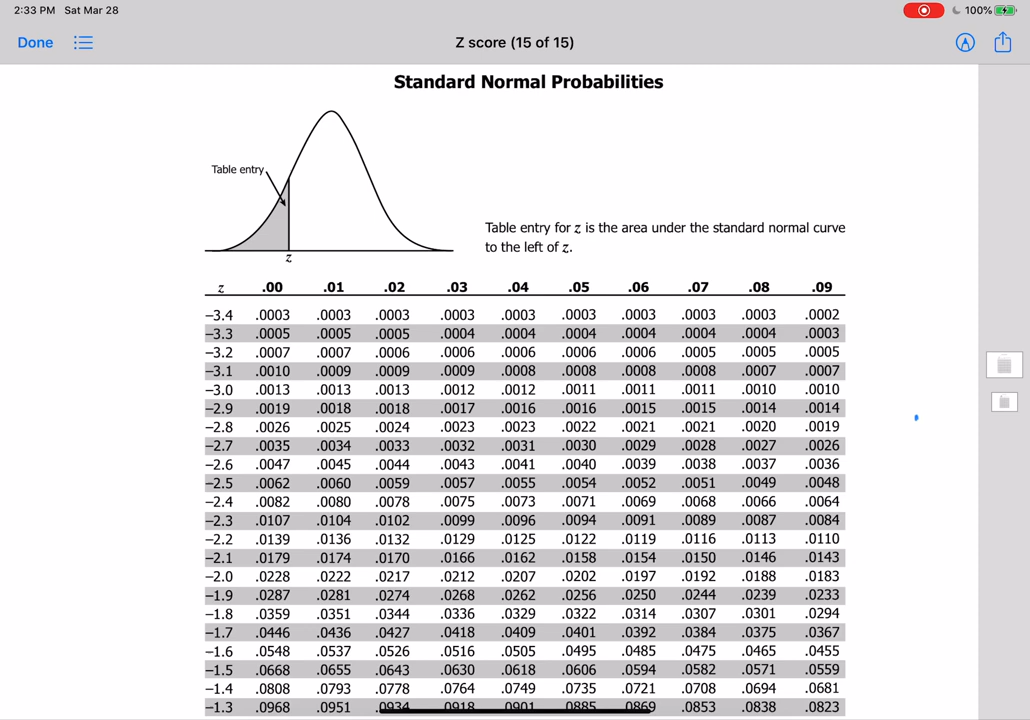 2:33 PM Sat Mar 28 100%
Done Z score (15 of 15)
Standard Normal Probabilities
Table entry
Table entry for z is the area under the standard normal curve
to the left of z.
z
z .00 .01 .02 .03 .04 .05 .06 .07 .08 .09
−3.4 .0003 .0003 .0003 .0003 .0003 .0003 .0003 .0003 .0003 .0002
−3.3 .0005 .0005 .0005 .0004 .0004 .0004 .0004 .0004 .0004 .0003
−3.2 .0007 .0007 .0006 .0006 .0006 .0006 .0006 .0005 .0005 .0005
−3.1 .0010 .0009 .0009 .0009 .0008 .0008 .0008 .0008 .0007 .0007
−3.0 .0013 .0013 .0013 .0012 .0012 .0011 .0011 .0011 .0010 .0010
−2.9 .0019 .0018 .0018 .0017 .0016 .0016 .0015 .0015 .0014 .0014
−2.8 .0026 .0025 .0024 .0023 .0023 .0022 .0021 .0021 .0020 .0019
−2.7 .0035 .0034 .0033 .0032 .0031 .0030 .0029 .0028 .0027 .0026
−2.6 .0047 .0045 .0044 .0043 .0041 .0040 .0039 .0038 .0037 .0036
−2.5 .0062 .0060 .0059 .0057 .0055 .0054 .0052 .0051 .0049 .0048
−2.4 .0082 .0080 .0078 .0075 .0073 .0071 .0069 .0068 .0066 .0064
−2.3 .0107 .0104 .0102 .0099 .0096 .0094 .0091 .0089 .0087 .0084
−2.2 .0139 .0136 .0132 .0129 .0125 .0122 .0119 .0116 .0113 .0110
−2.1 .0179 .0174 .0170 .0166 .0162 .0158 .0154 .0150 .0146 .0143
−2.0 .0228 .0222 .0217 .0212 .0207 .0202 .0197 .0192 .0188 .0183
−1.9 .0287 .0281 .0274 .0268 .0262 .0256 .0250 .0244 .0239 .0233
−1.8 .0359 .0351 .0344 .0336 .0329 .0322 .0314 .0307 .0301 .0294
−1.7 .0446 .0436 .0427 .0418 .0409 .0401 .0392 .0384 .0375 .0367
−1.6 .0548 .0537 .0526 .0516 .0505 .0495 .0485 .0475 .0465 .0455
−1.5 .0668 .0655 .0643 .0630 .0618 .0606 .0594 .0582 .0571 .0559
−1.4 .0808 .0793 .0778 .0764 .0749 .0735 .0721 .0708 .0694 .0681
−1.3 .0968 .0951 .0934 .0918 .0901 .0885 .0869 .0853 .0838 .0823